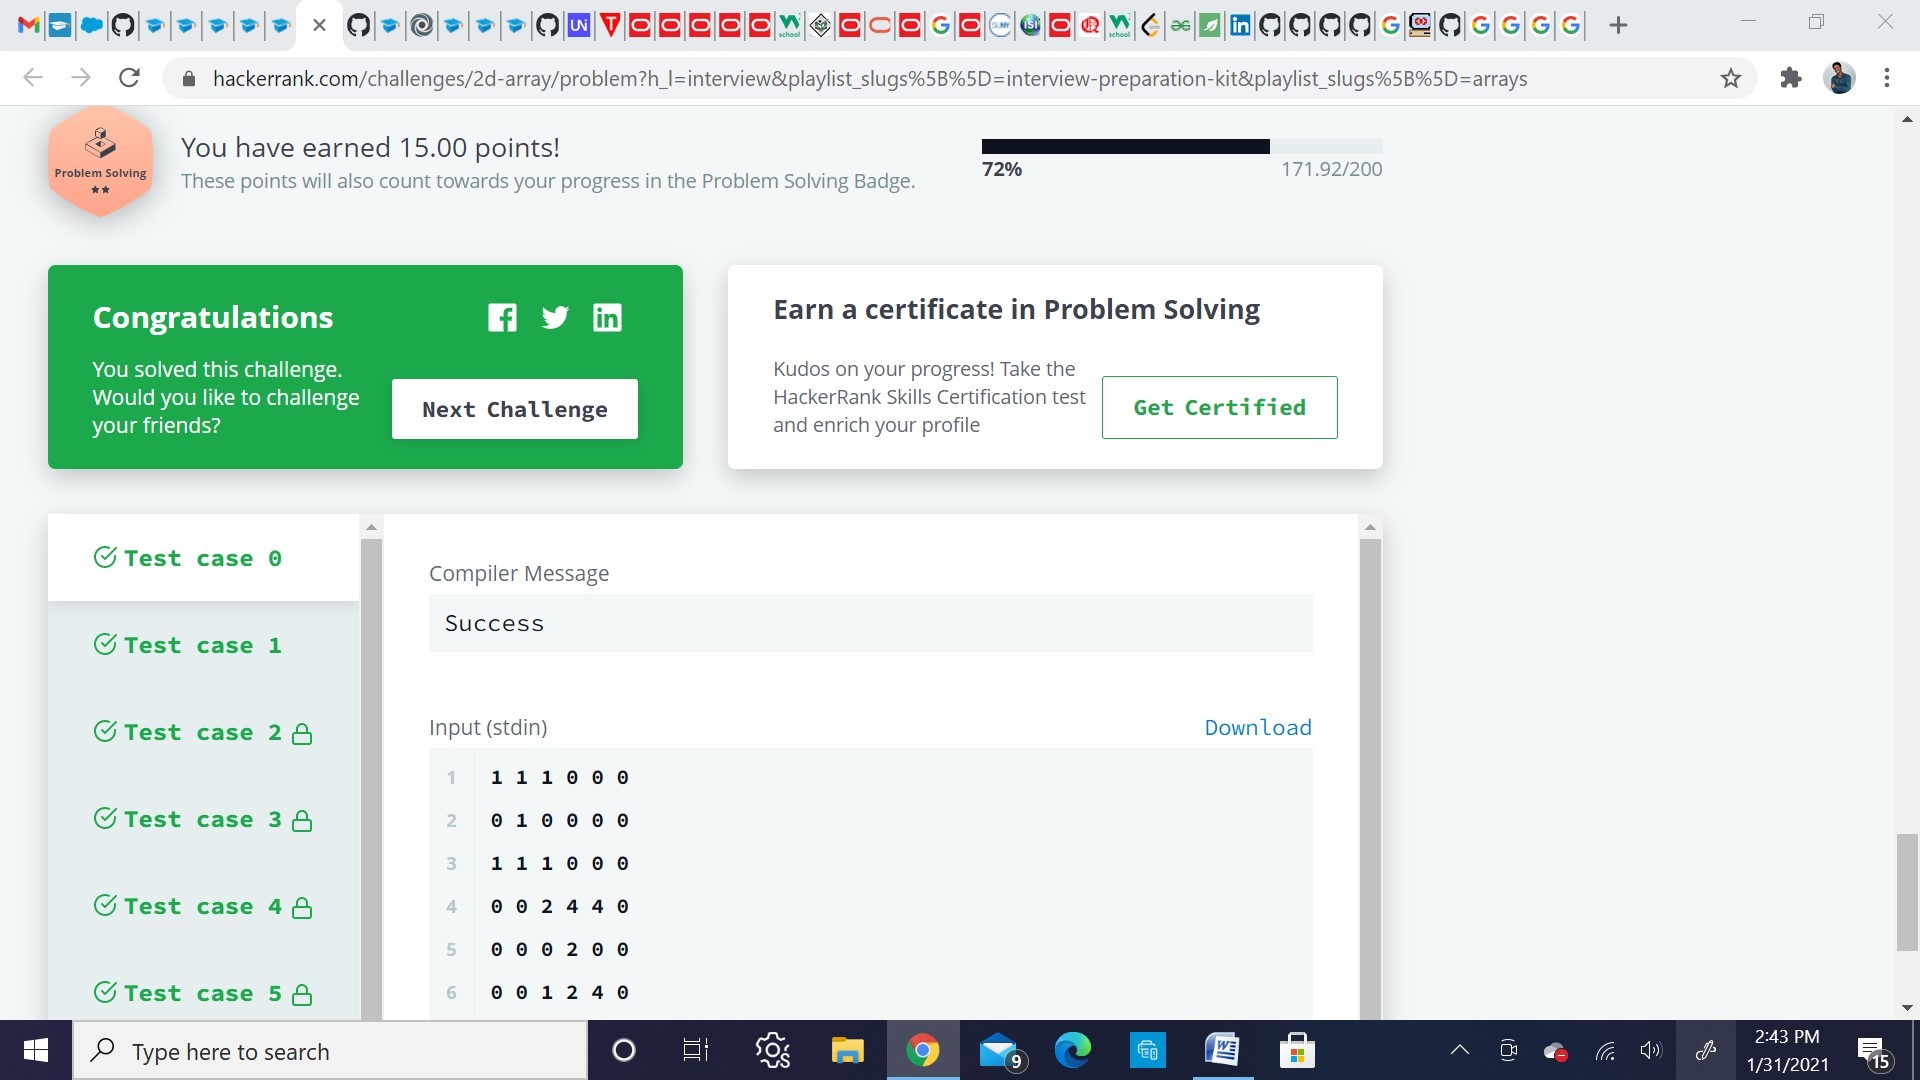 hackerrank.com/challenges/2d-array/problem?h_l=interview&playlist_slugs%5B%5D=interview-preparation-kit&playlist_slugs%5B%5D=arrays
Problem Solving
You have earned 15.00 points!
These points will also count towards your progress in the Problem Solving Badge.
72%
171.92/200
Congratulations
You solved this challenge.
Would you like to challenge
your friends?
Next Challenge
Earn a certificate in Problem Solving
Kudos on your progress! Take the
HackerRank Skills Certification test
and enrich your profile
Get Certified
Test case 0
Test case 1
Test case 2
Test case 3
Test case 4
Test case 5
Compiler Message
Success
Input (stdin)
Download
1 1 1 1 0 0 0
2 0 1 0 0 0 0
3 1 1 1 0 0 0
4 0 0 2 4 4 0
5 0 0 0 2 0 0
6 0 0 1 2 4 0
Type here to search
9
2:43 PM
1/31/2021
15